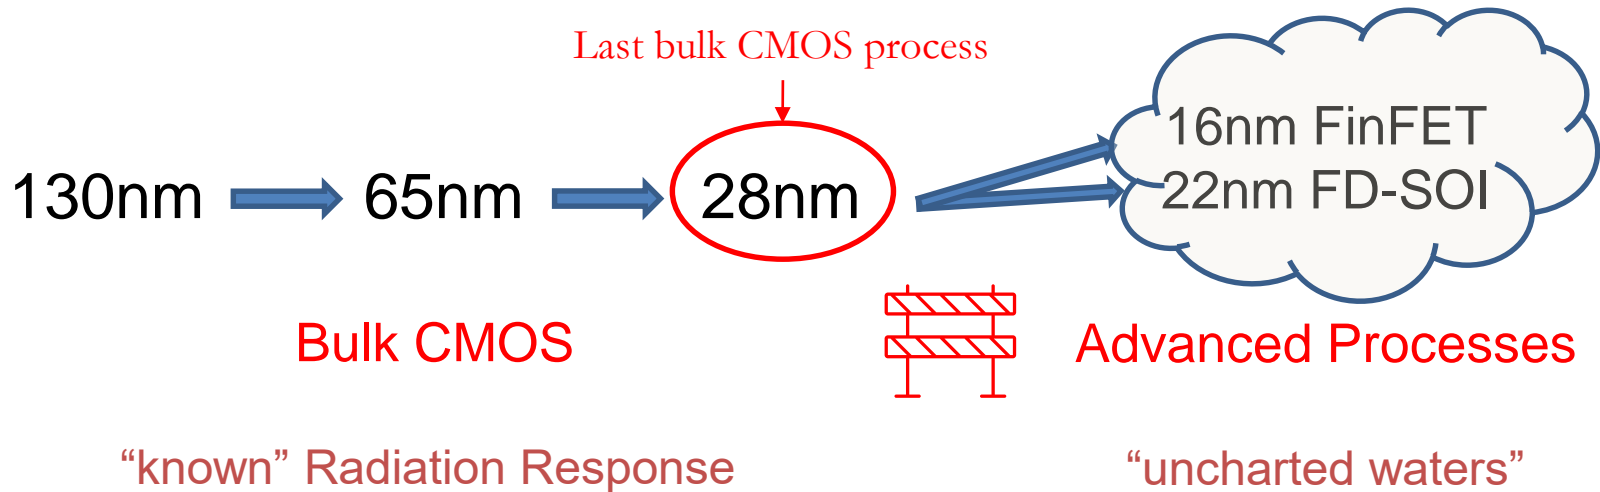 Last bulk CMOS process
130nm
65nm
28nm
16nm FinFET
22nm FD-SOI
Bulk CMOS
Advanced Processes
“known” Radiation Response
“uncharted waters”